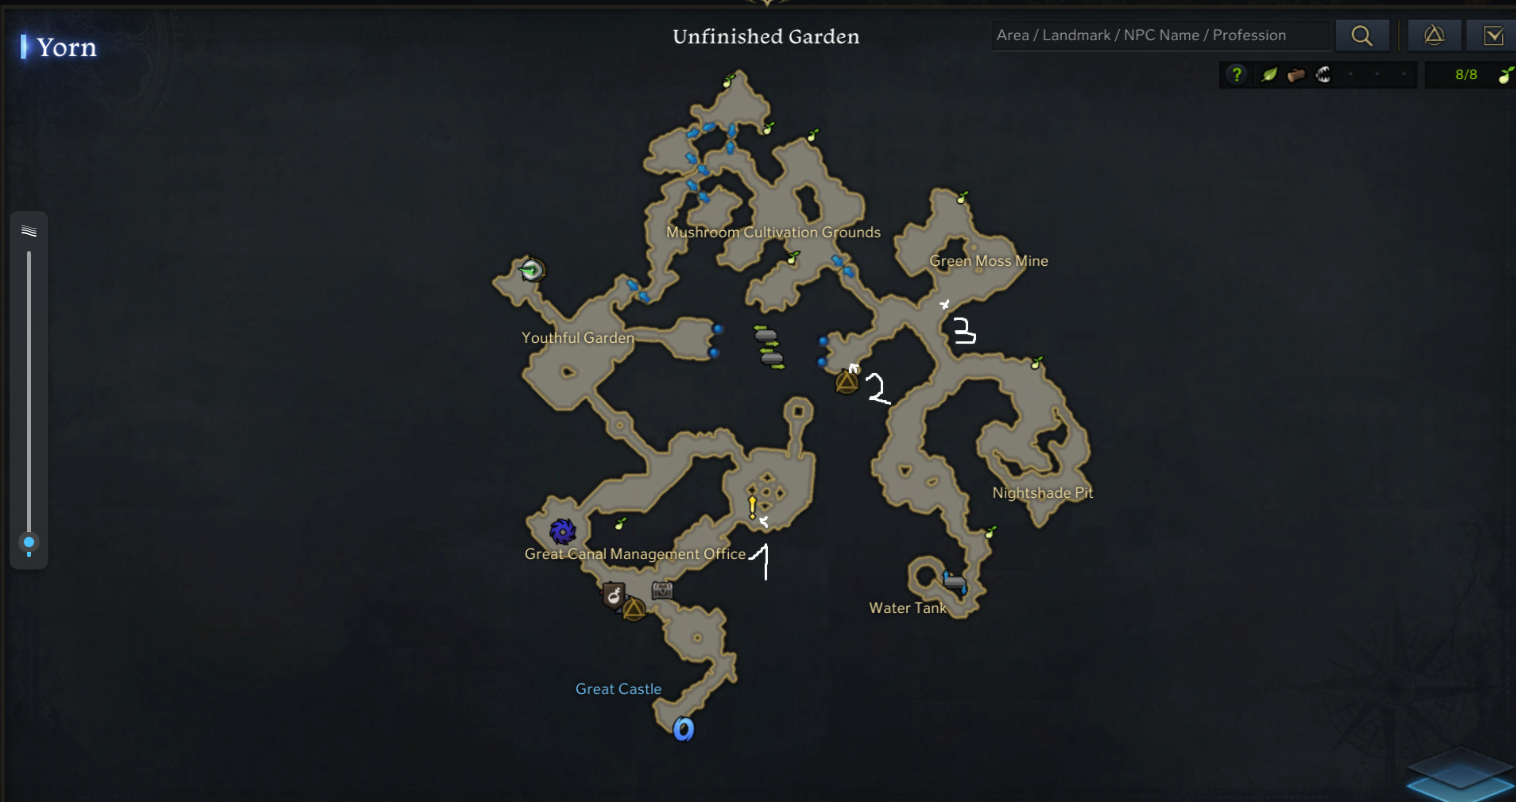 Yorn
Unfinished Garden
Area / Landmark / NPC Name / Profession
?
8/8
Mushroom Cultivation Grounds
Green Moss Mine
3
Youthful Garden
2
Nightshade Pit
Great Canal Management Office
1
Water Tank
Great Castle